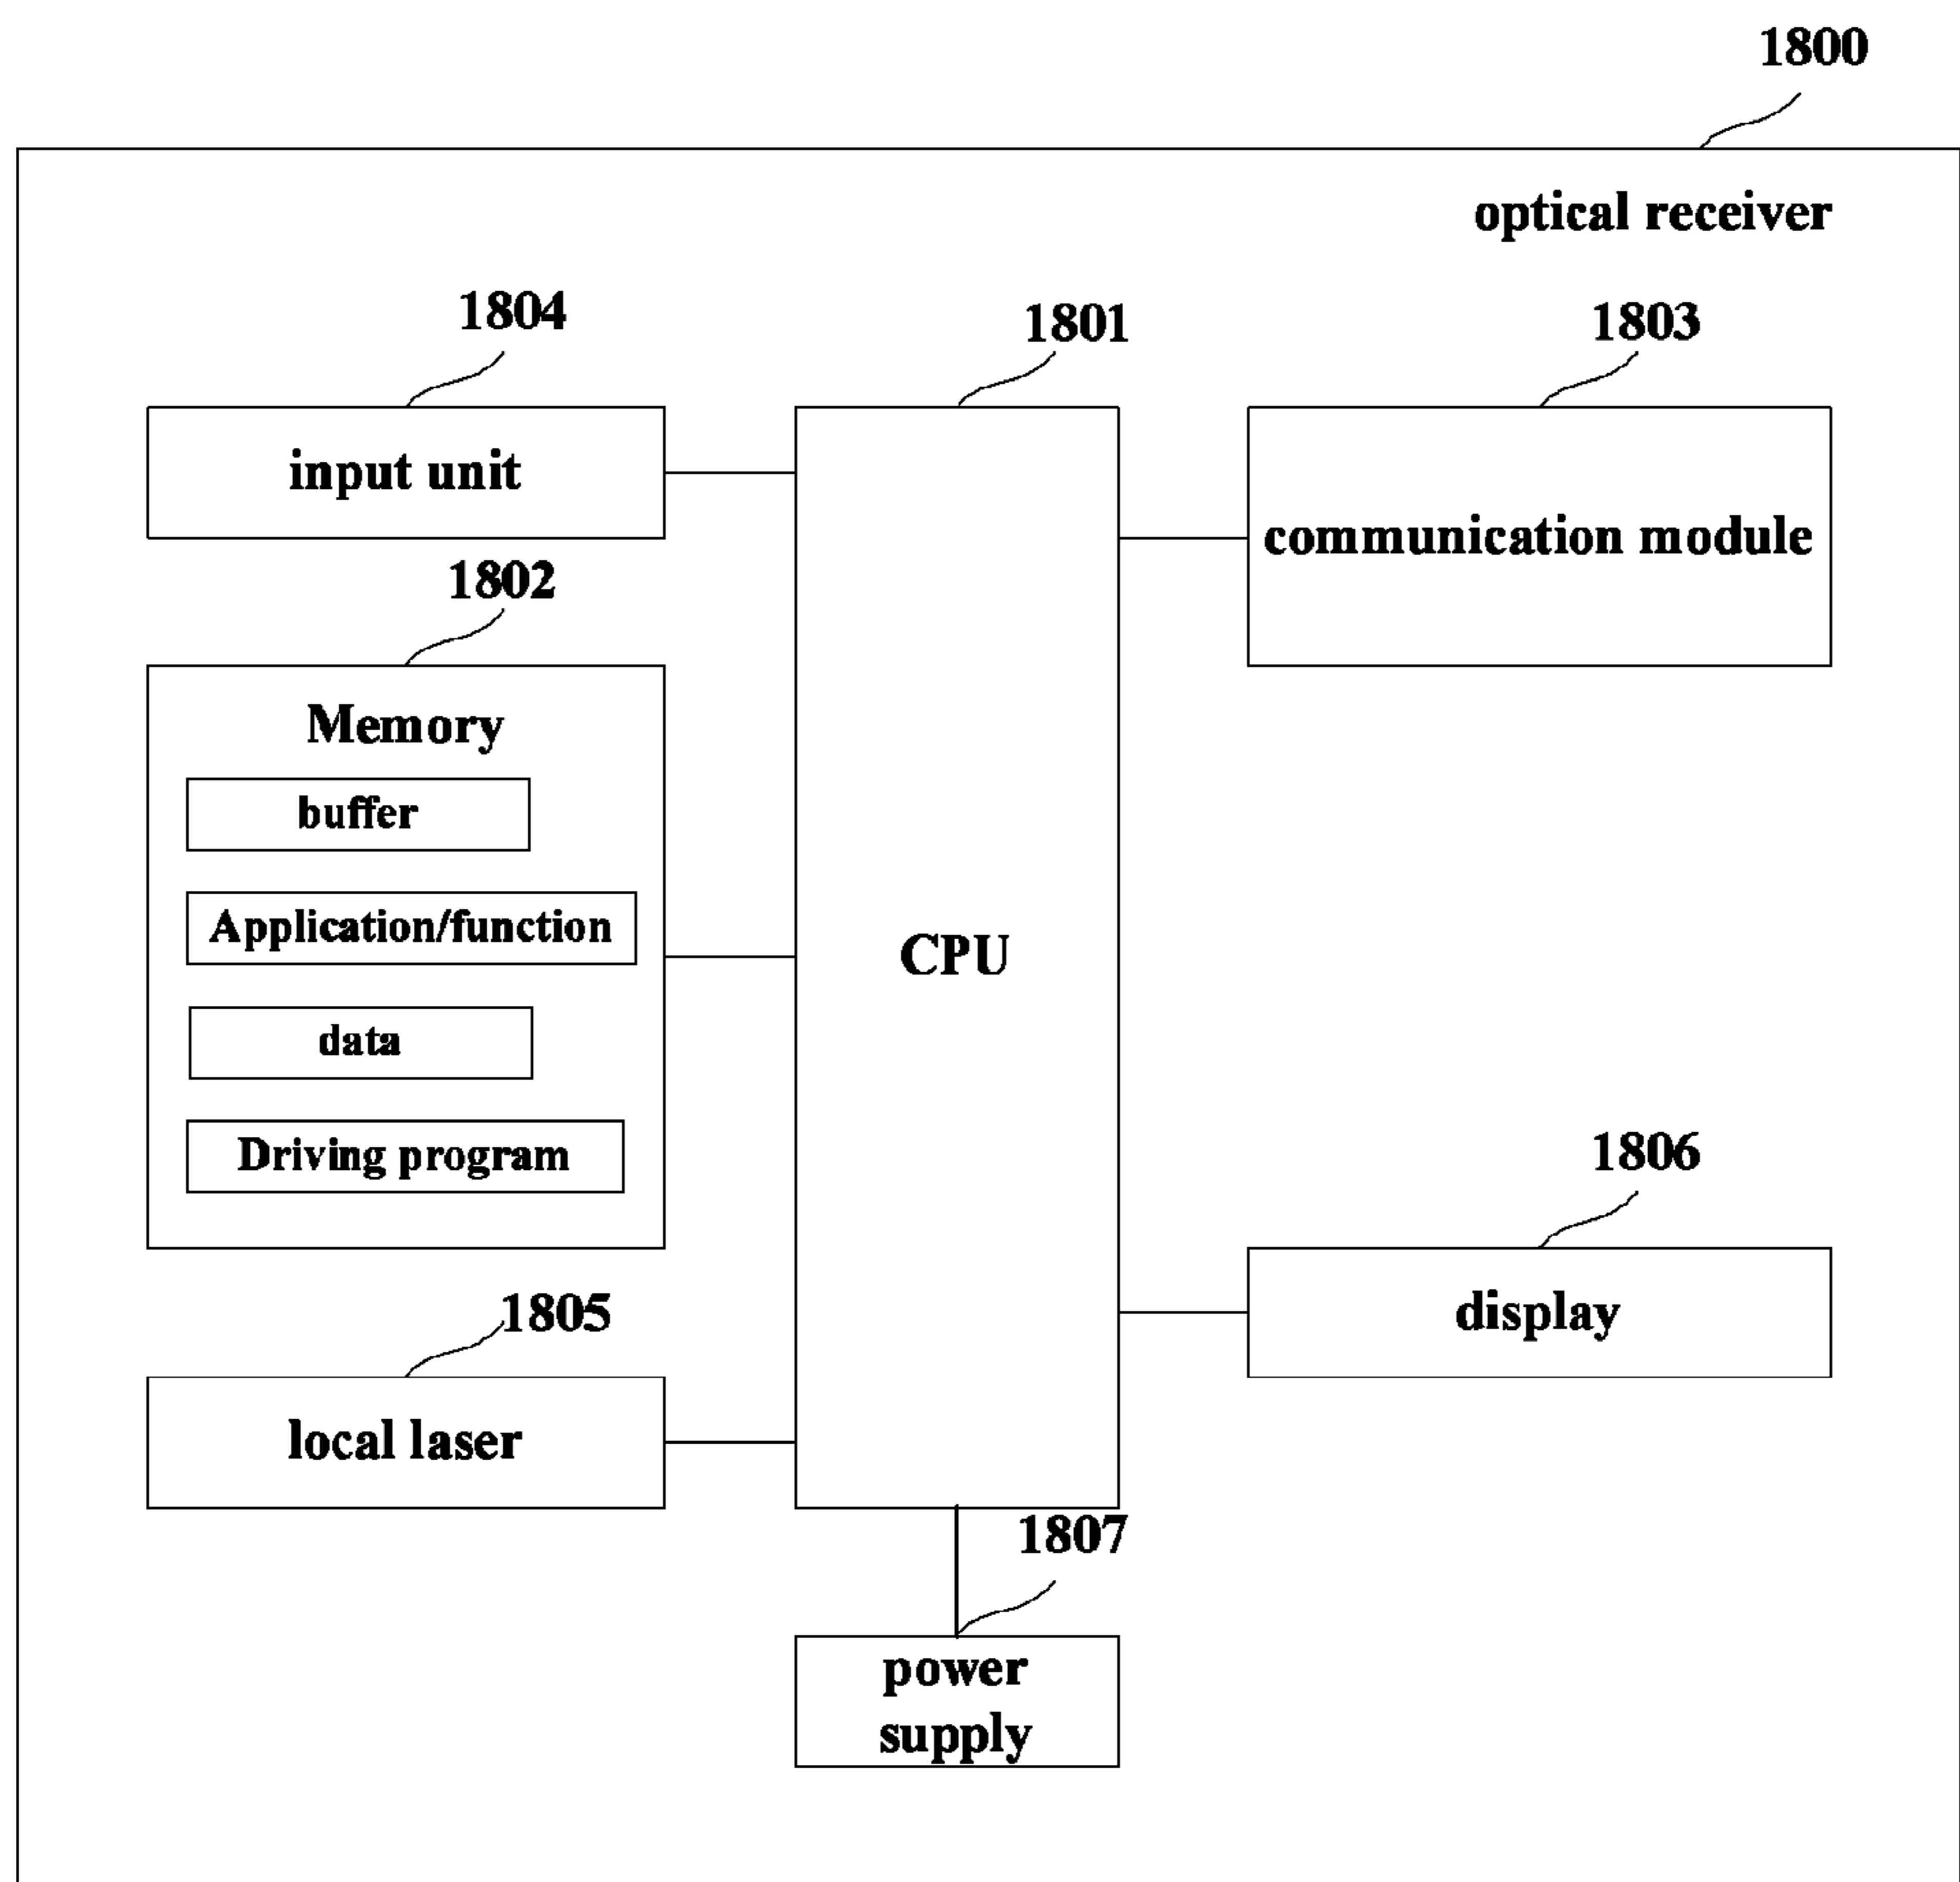 1800
optical receiver
1804
1801
1803
input unit
communication module
1802
Memory
buffer
Application/function
data
Driving program
CPU
1806
display
1805
local laser
1807
power
supply